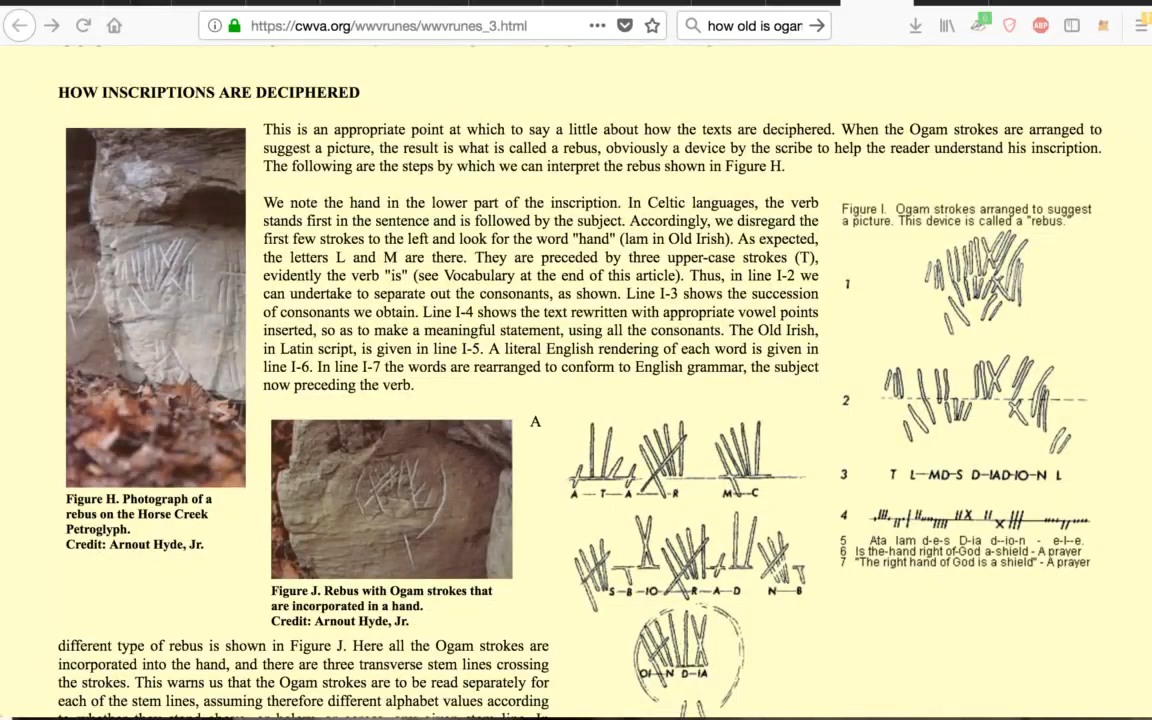 https://cwva.org/wwvrunes/wwvrunes_3.html
how old is ogar
HOW INSCRIPTIONS ARE DECIPHERED
This is an appropriate point at which to say a little about how the texts are deciphered. When the Ogam strokes are arranged to
suggest a picture, the result is what is called a rebus, obviously a device by the scribe to help the reader understand his inscription.
The following are the steps by which we can interpret the rebus shown in Figure H.
We note the hand in the lower part of the inscription. In Celtic languages, the verb
stands first in the sentence and is followed by the subject. Accordingly, we disregard the
first few strokes to the left and look for the word "hand" (lam in Old Irish). As expected,
the letters L and M are there. They are preceded by three upper-case strokes (T),
evidently the verb "is" (see Vocabulary at the end of this article). Thus, in line I-2 we
can undertake to separate out the consonants, as shown. Line I-3 shows the succession
of consonants we obtain. Line I-4 shows the text rewritten with appropriate vowel points
inserted, so as to make a meaningful statement, using all the consonants. The Old Irish,
in Latin script, is given in line I-5. A literal English rendering of each word is given in
line I-6. In line I-7 the words are rearranged to conform to English grammar, the subject
now preceding the verb.
Figure I. Ogam strokes arranged to suggest
a picture. This device is called a "rebus."
1
2
3 T L-MD-S D-IAD-IO-N L
4
5 Ata lam d-e-s D-ia d--io-n - e-l--e.
6 Is the-hand right of-God a-shield - A prayer
7 "The right hand of God is a shield" - A prayer
Figure H. Photograph of a
rebus on the Horse Creek
Petroglyph.
Credit: Arnout Hyde, Jr.
A
A - T - A - R M - C
S - B - IO - R - A - D N - B
OI - N D - IA
Figure J. Rebus with Ogam strokes that
are incorporated in a hand.
Credit: Arnout Hyde, Jr.
different type of rebus is shown in Figure J. Here all the Ogam strokes are
incorporated into the hand, and there are three transverse stem lines crossing
the strokes. This warns us that the Ogam strokes are to be read separately for
each of the stem lines, assuming therefore different alphabet values according